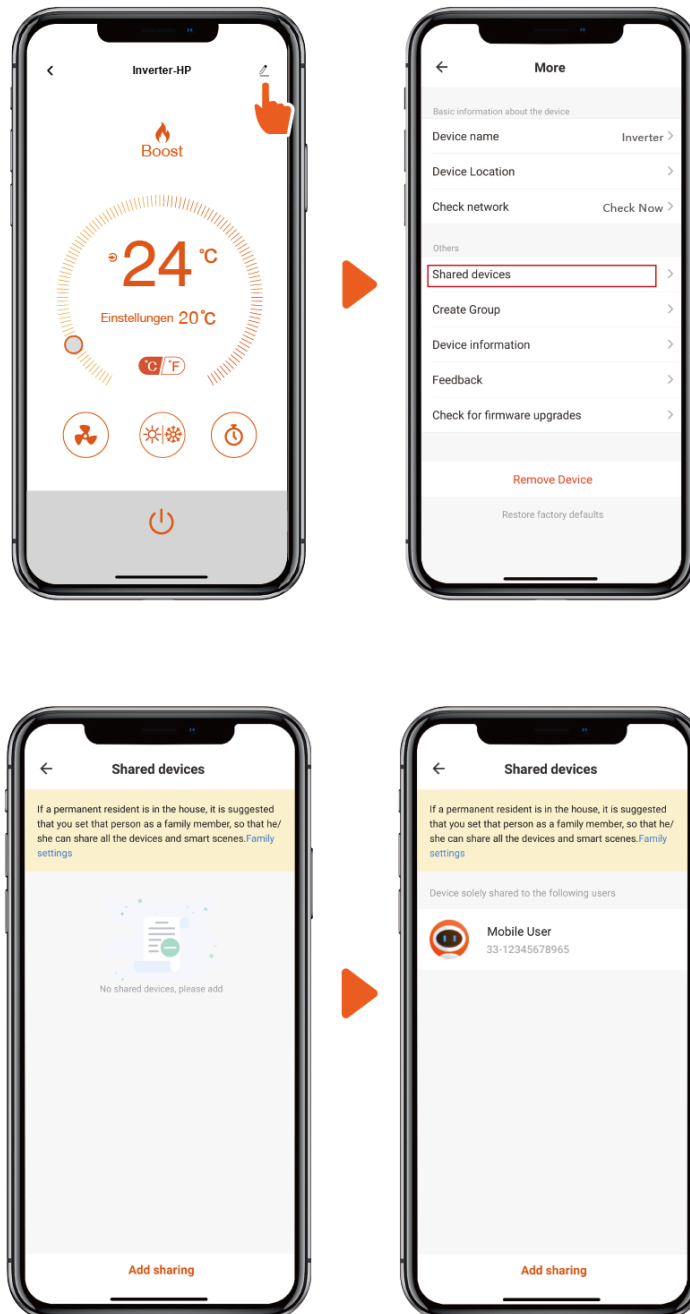 Inverter-HP
Boost
24 °C
Einstellungen 20°C
°C/°F
More
Basic information about the device
Device name Inverter
Device Location
Check network Check Now
Others
Shared devices
Create Group
Device information
Feedback
Check for firmware upgrades
Remove Device
Restore factory defaults
Shared devices
If a permanent resident is in the house, it is suggested
that you set that person as a family member, so that he/
she can share all the devices and smart scenes.Family
settings
No shared devices, please add
Add sharing
Shared devices
If a permanent resident is in the house, it is suggested
that you set that person as a family member, so that he/
she can share all the devices and smart scenes.Family
settings
Device solely shared to the following users
Mobile User
33-12345678965
Add sharing